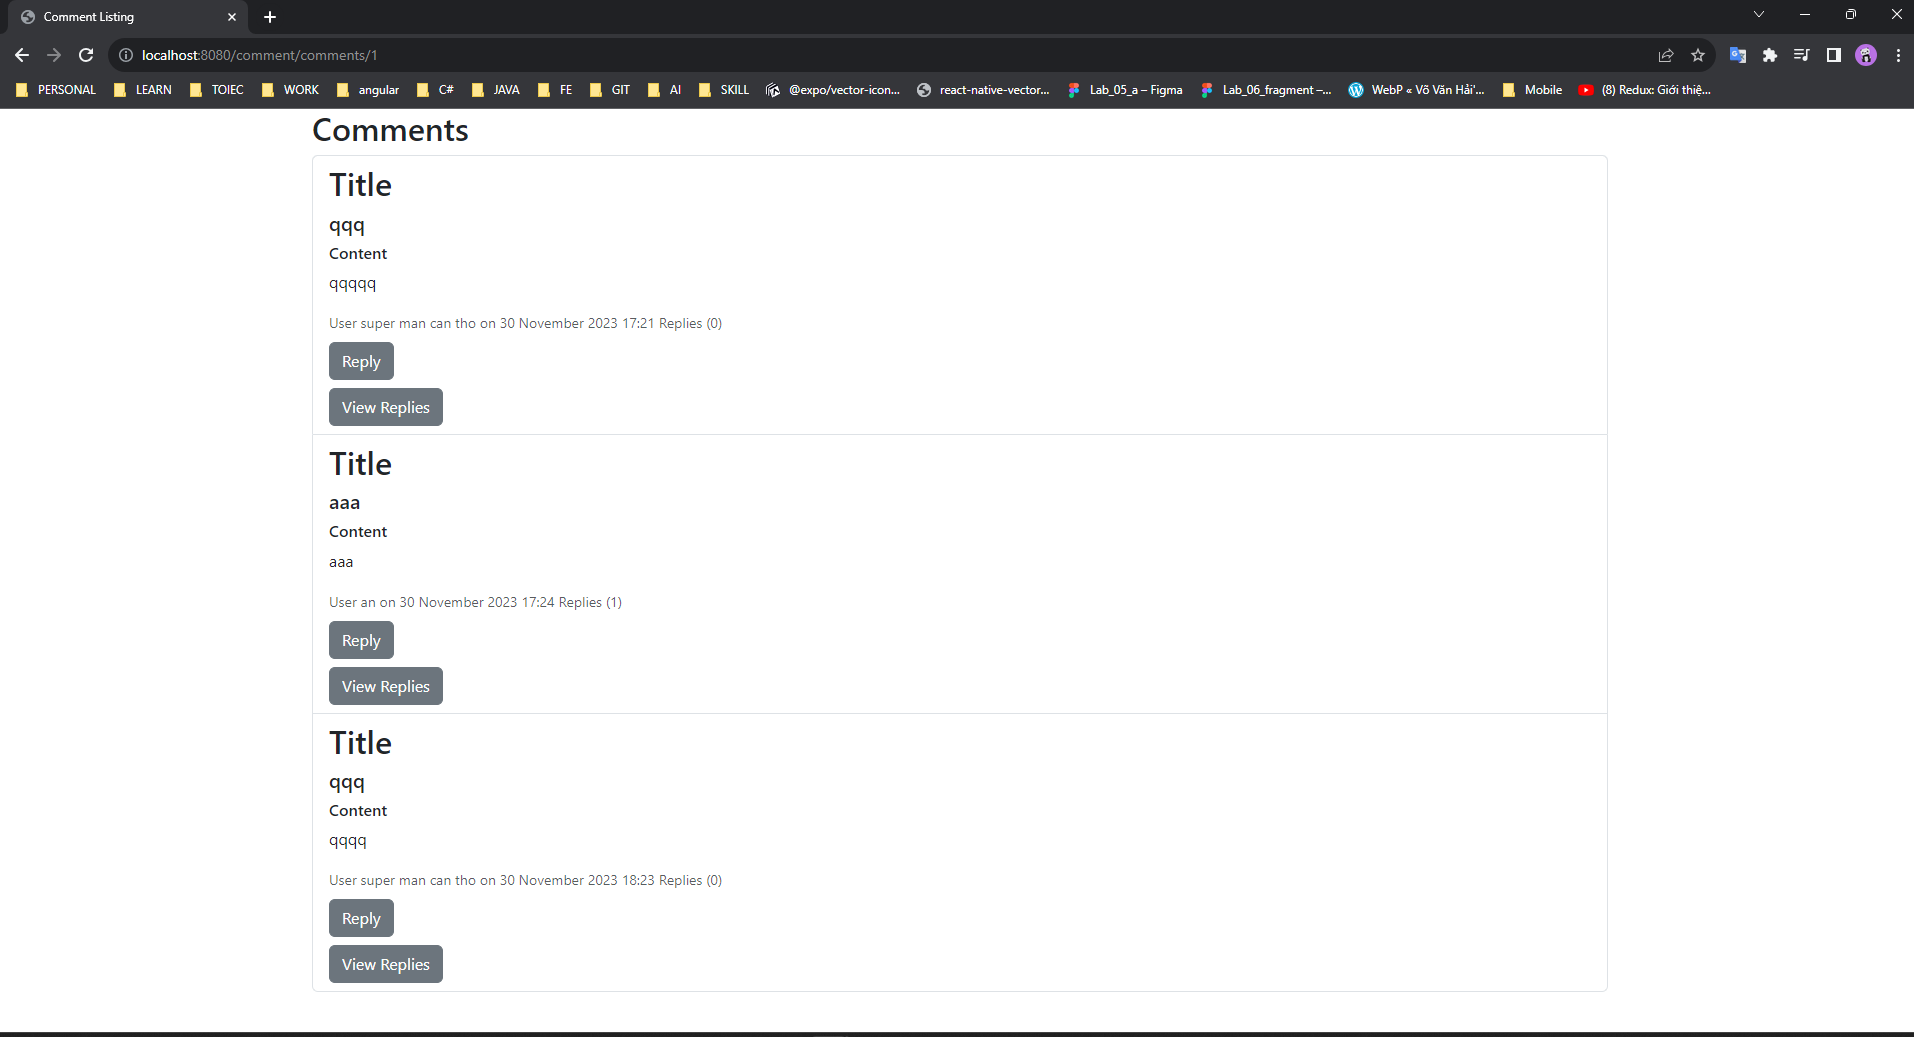 Comment Listing
localhost:8080/comment/comments/1
PERSONAL LEARN TOIEC WORK angular C# JAVA FE GIT AI SKILL @expo/vector-icon... react-native-vector... Lab_05_a – Figma Lab_06_fragment –... WebP « Võ Văn Hải'... Mobile (8) Redux: Giới thiệ...
Comments
Title
qqq
Content
qqqqq
User super man can tho on 30 November 2023 17:21 Replies (0)
Reply
View Replies
Title
aaa
Content
aaa
User an on 30 November 2023 17:24 Replies (1)
Reply
View Replies
Title
qqq
Content
qqqq
User super man can tho on 30 November 2023 18:23 Replies (0)
Reply
View Replies